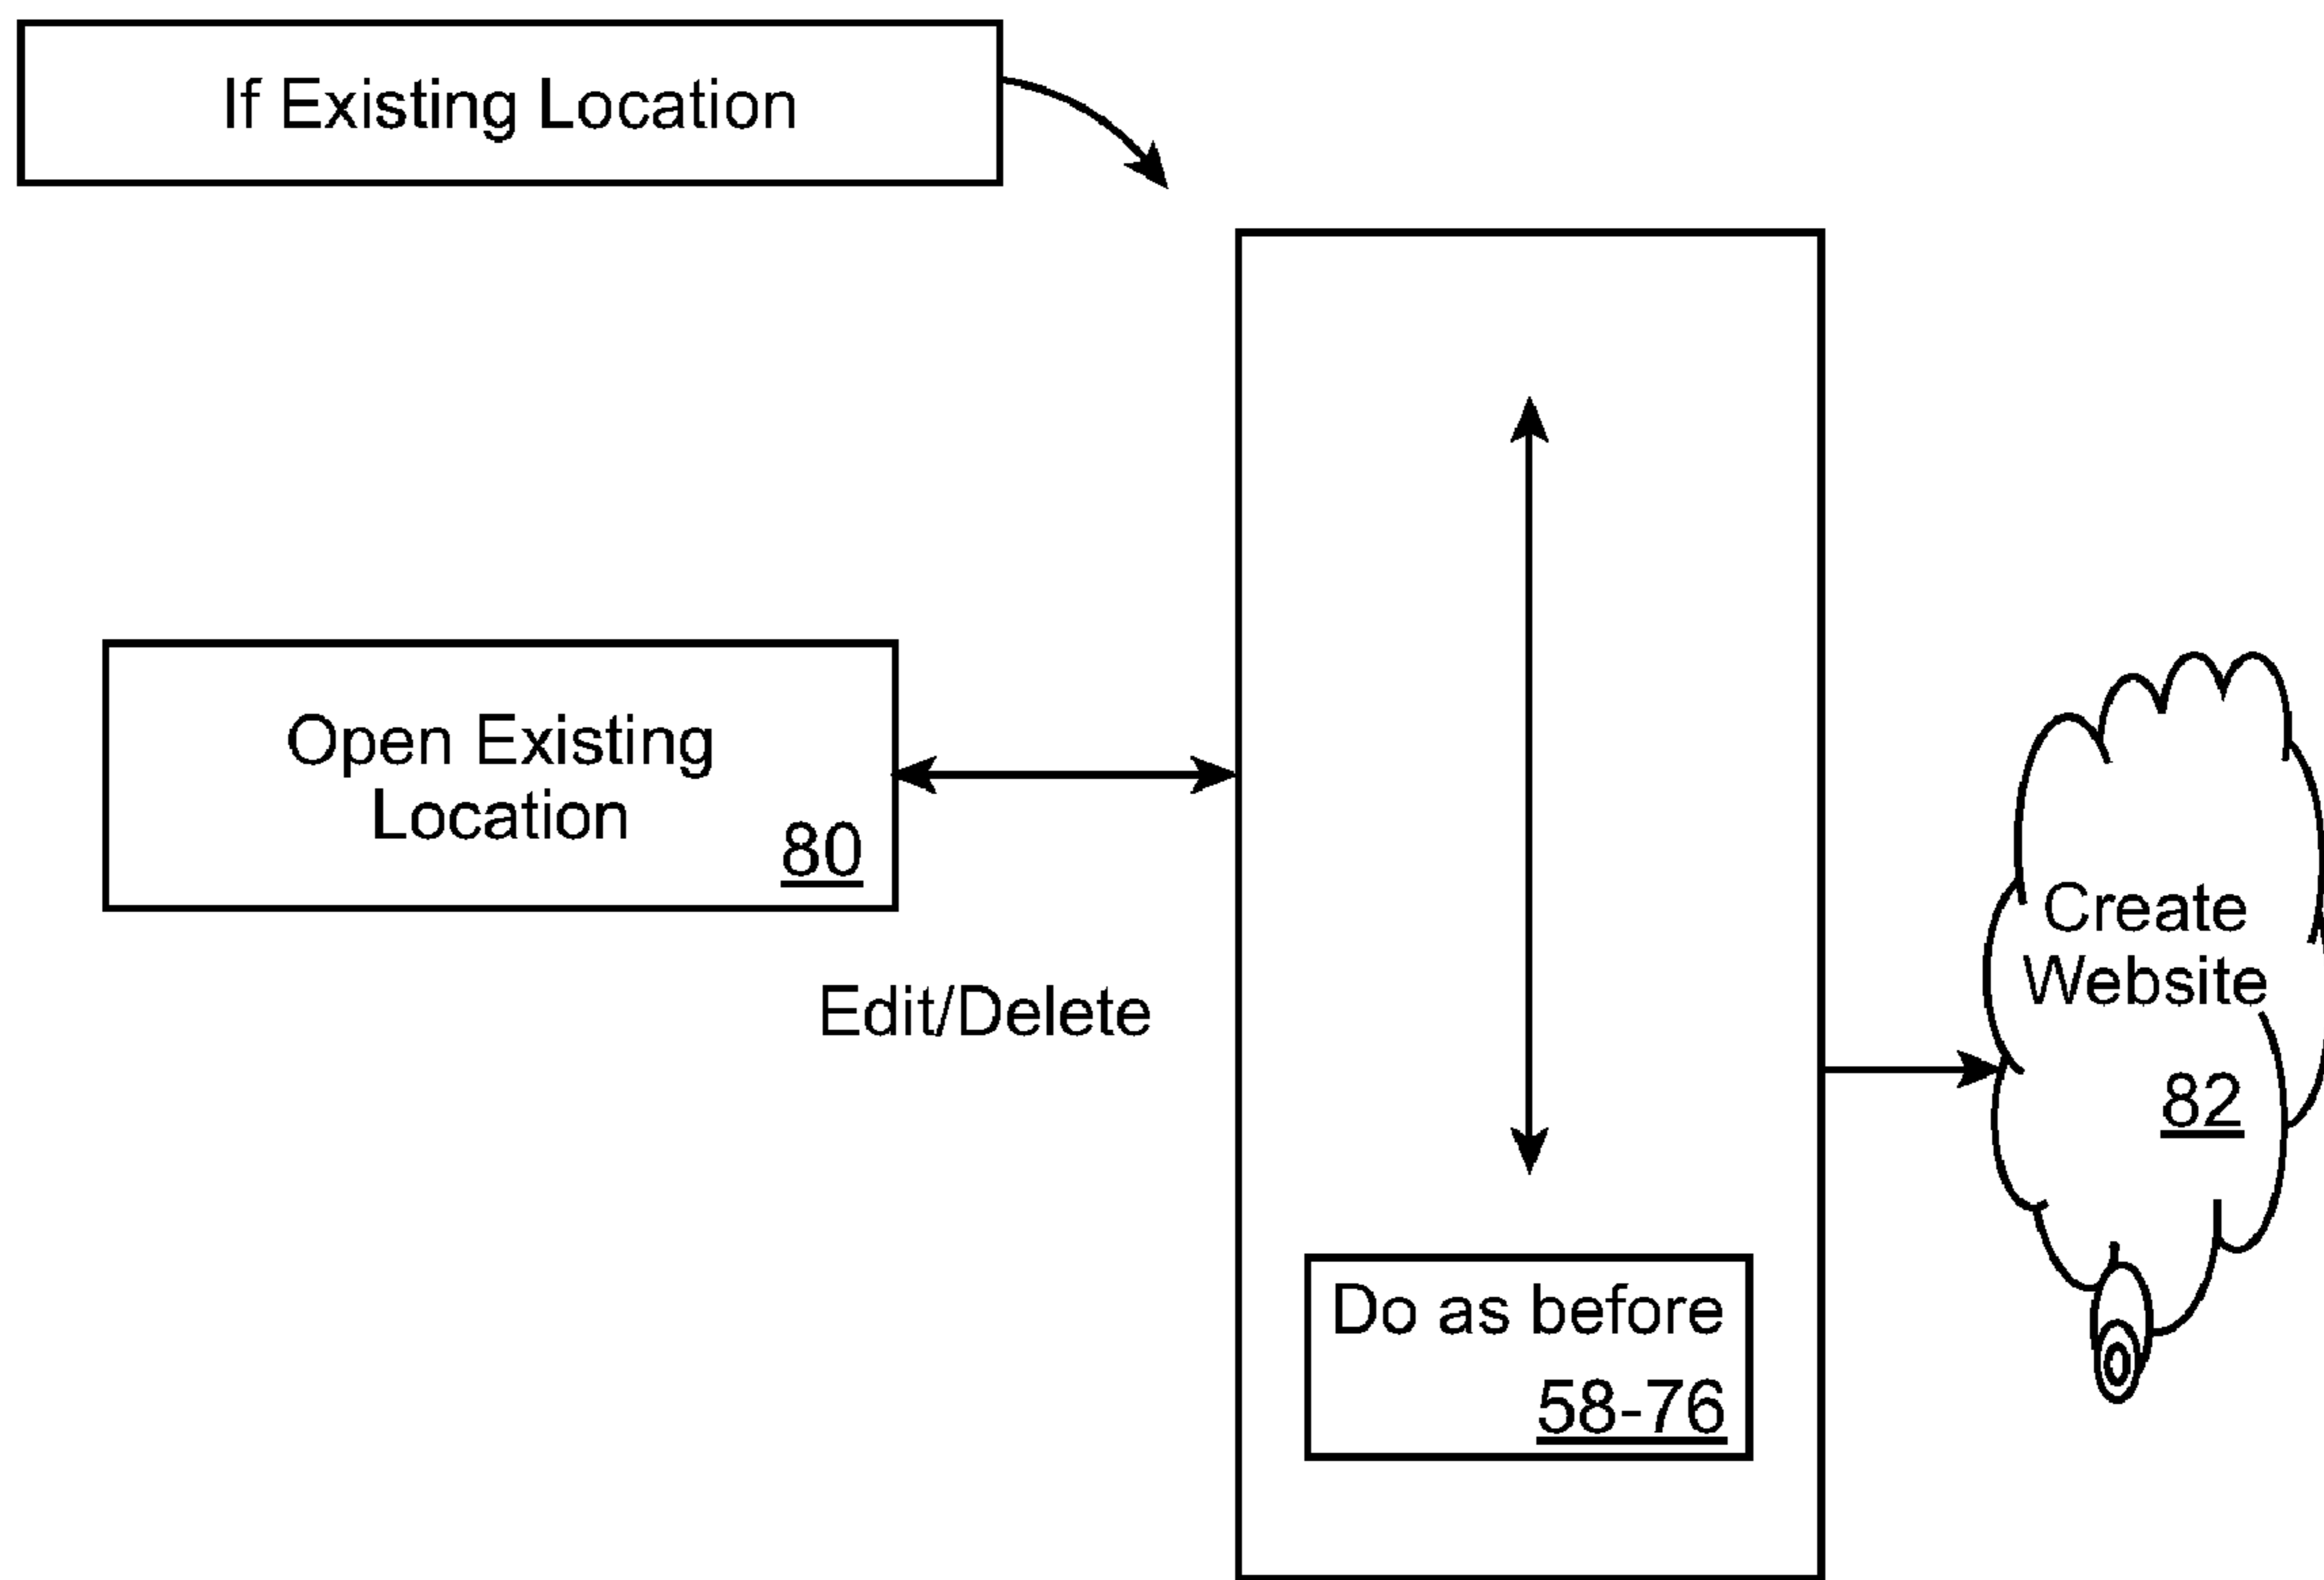 If Existing Location
Open Existing
Location
80
Edit/Delete
Do as before
58-76
Create
Website
82